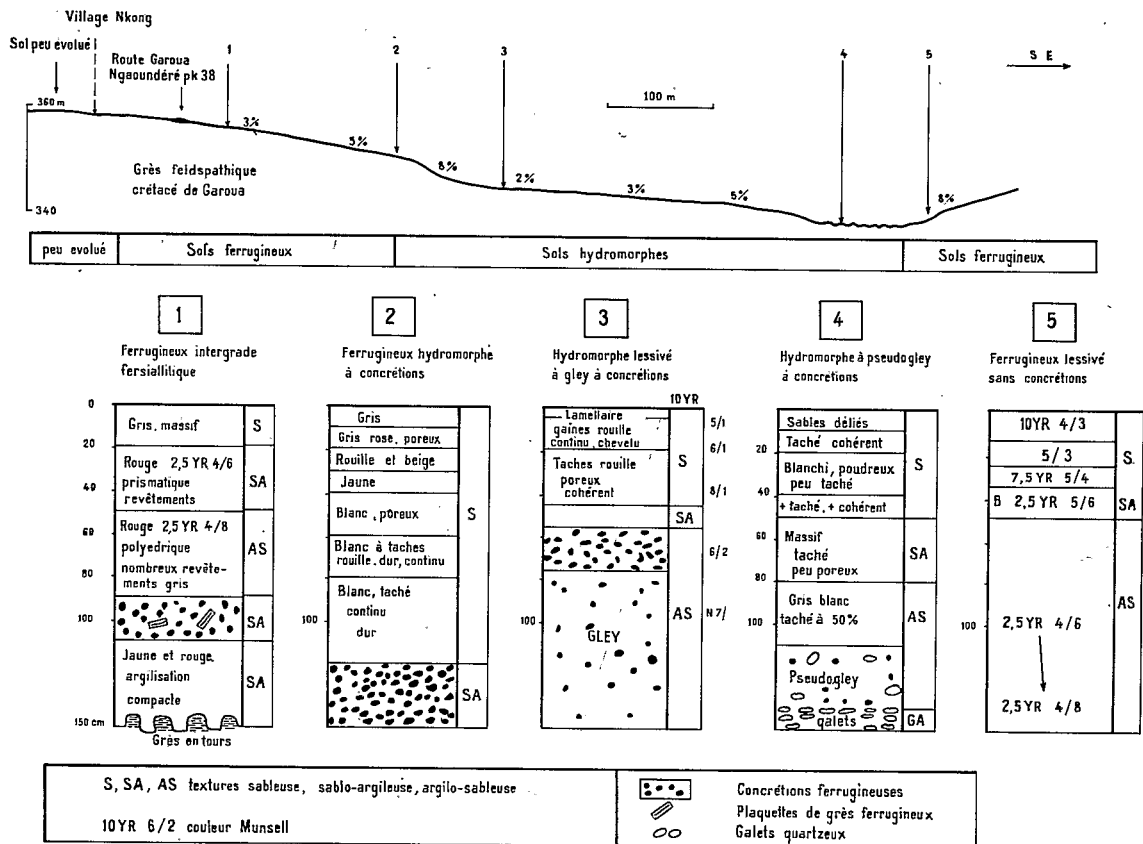 Village Nkong
Sol peu évolué
Route Garoua
Ngaoundéré pk 38
1
2
3
4
5
S E
360 m
340
100 m
3%
5%
8%
2%
3%
5%
8%
Grès feldspathique
crétacé de Garoua
peu evolué
Sols ferrugineux
Sols hydromorphes
Sols ferrugineux
1
Ferrugineux intergrade
fersiallilique
0
20
40
60
80
100
150 cm
Gris, massif
S
Rouge 2,5 YR 4/6
prismatique
revêtements
SA
Rouge 2,5 YR 4/8
polyedrique
nombreux revête-
ments gris
AS
SA
Jaune et rouge,
argilisation
compacte
SA
Grès en tours
2
Ferrugineux hydromorphe
à concrétions
100
Gris
Gris rose, poreux
Rouille et beige
Jaune
Blanc, poreux
Blanc à taches
rouille, dur, continu
Blanc, taché
continu
dur
S
SA
3
Hydromorphe lessivé
à gley à concrétions
10YR
100
Lamellaire
gaines rouille
continu, chevelu
Taches rouille
poreux
cohérent
GLEY
S
SA
AS
5/1
6/1
8/1
6/2
N 7/
4
Hydromorphe à pseudogley
à concrétions
20
40
60
80
100
Sables déliés
Taché cohérent
Blanchi, poudreux
peu taché
+ taché, + cohérent
S
Massif
taché
peu poreux
SA
Gris blanc
taché à 50%
AS
Pseudogley
galets
GA
5
Ferrugineux lessivé
sans concrétions
100
10YR 4/3
5/3
7,5 YR 5/4
S.
B 2,5 YR 5/6
SA
2,5 YR 4/6
2,5 YR 4/8
AS
S, SA, AS textures sableuse, sablo-argileuse, argilo-sableuse
10YR 6/2 couleur Munsell
Concrétions ferrugineuses
Plaquettes de grès ferrugineux
Galets quartzeux